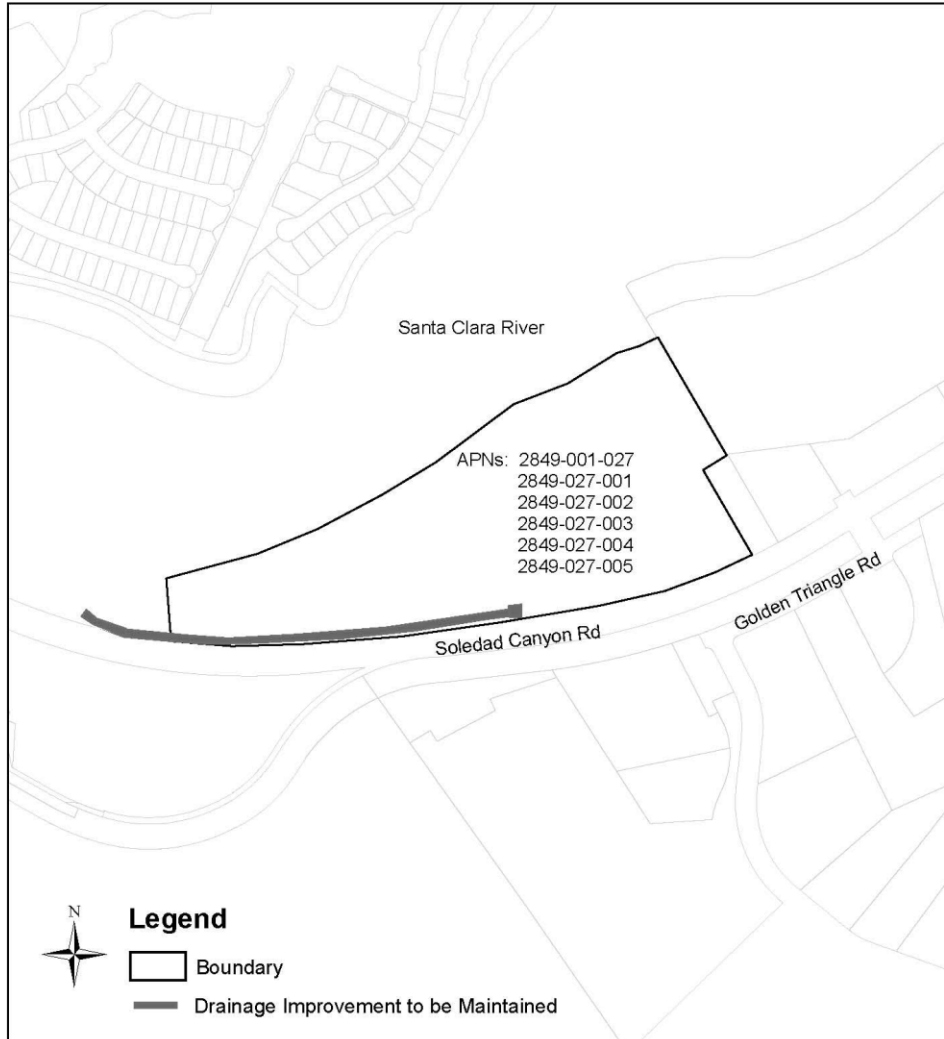 Santa Clara River
APNs: 2849-001-027
2849-027-001
2849-027-002
2849-027-003
2849-027-004
2849-027-005
Golden Triangle Rd
Soledad Canyon Rd
N
Legend
Boundary
Drainage Improvement to be Maintained